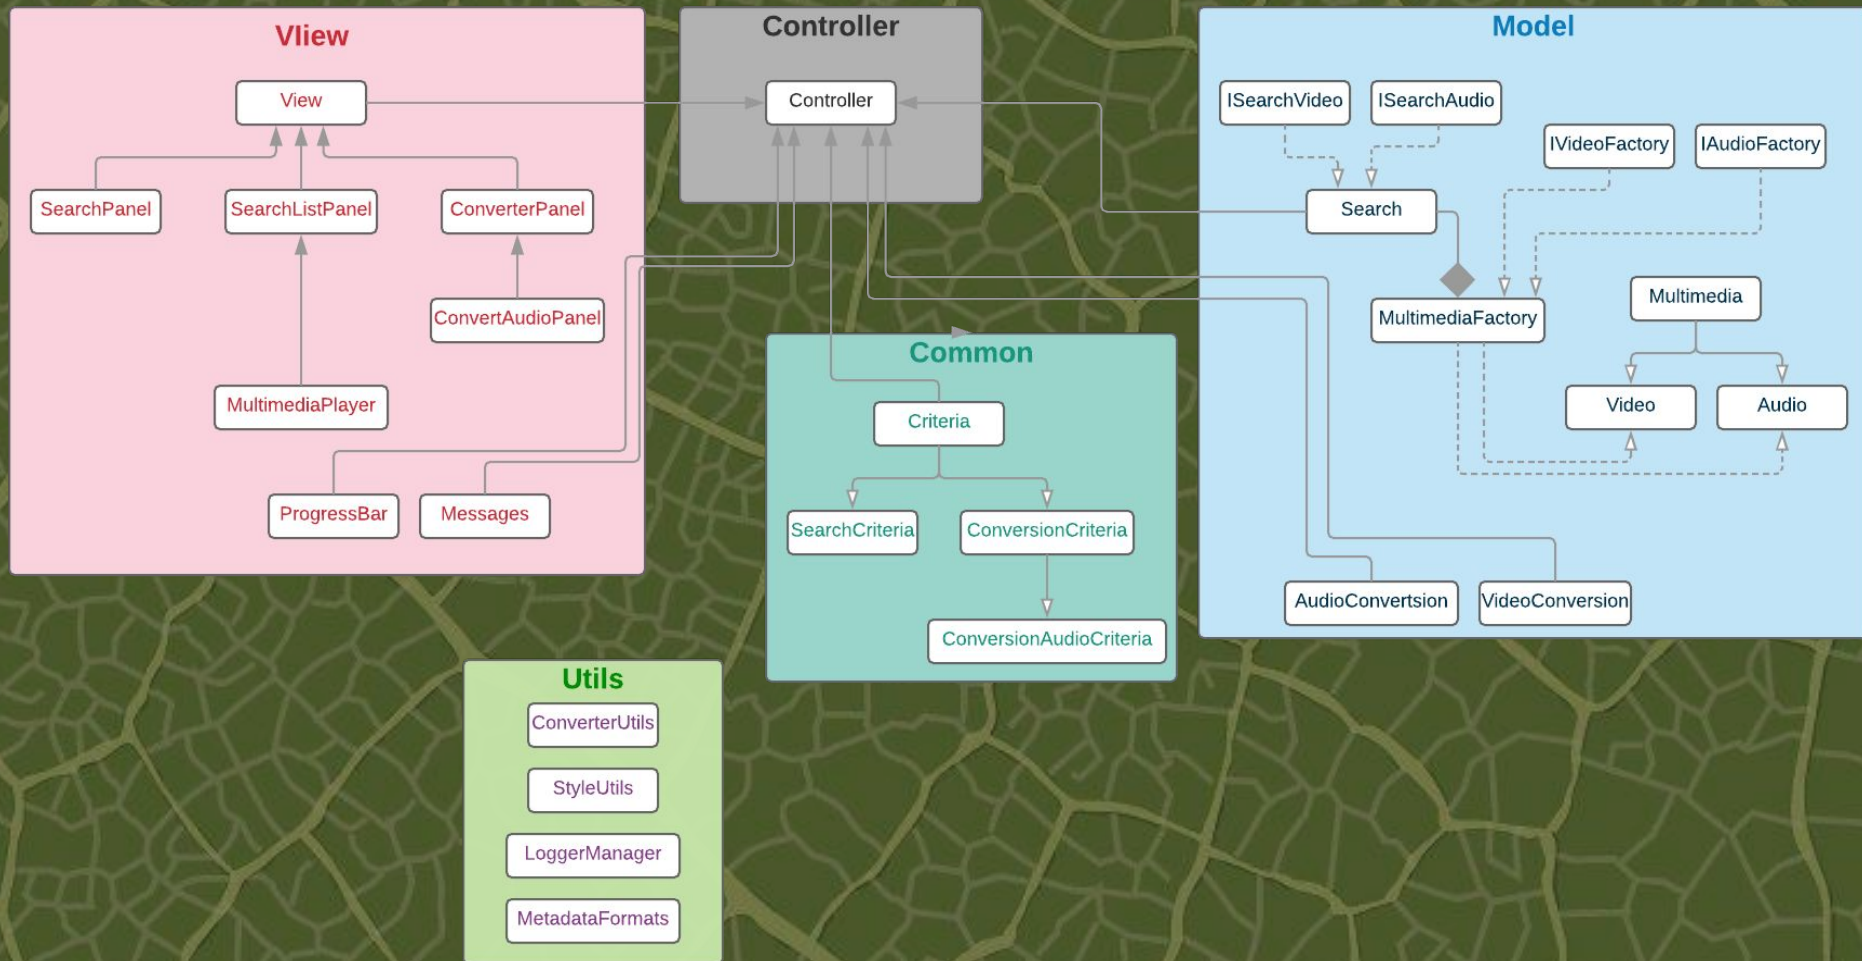 VIiew
View
SearchPanel
SearchListPanel
ConverterPanel
ConvertAudioPanel
MultimediaPlayer
ProgressBar
Messages
Controller
Controller
Common
Criteria
SearchCriteria
ConversionCriteria
ConversionAudioCriteria
Model
ISearchVideo
ISearchAudio
IVideoFactory
IAudioFactory
Search
Multimedia
MultimediaFactory
Video
Audio
AudioConvertsion
VideoConversion
Utils
ConverterUtils
StyleUtils
LoggerManager
MetadataFormats